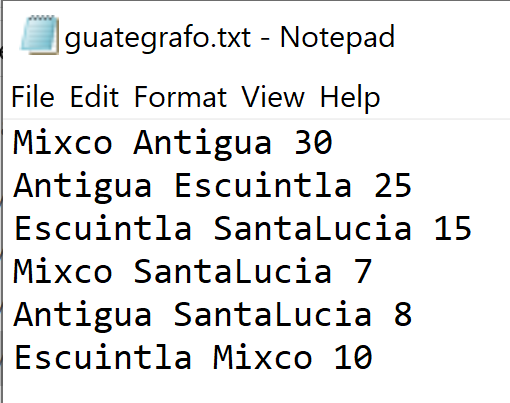 guategrafo.txt - Notepad
File Edit Format View Help
Mixco Antigua 30
Antigua Escuintla 25
Escuintla SantaLucia 15
Mixco SantaLucia 7
Antigua SantaLucia 8
Escuintla Mixco 10